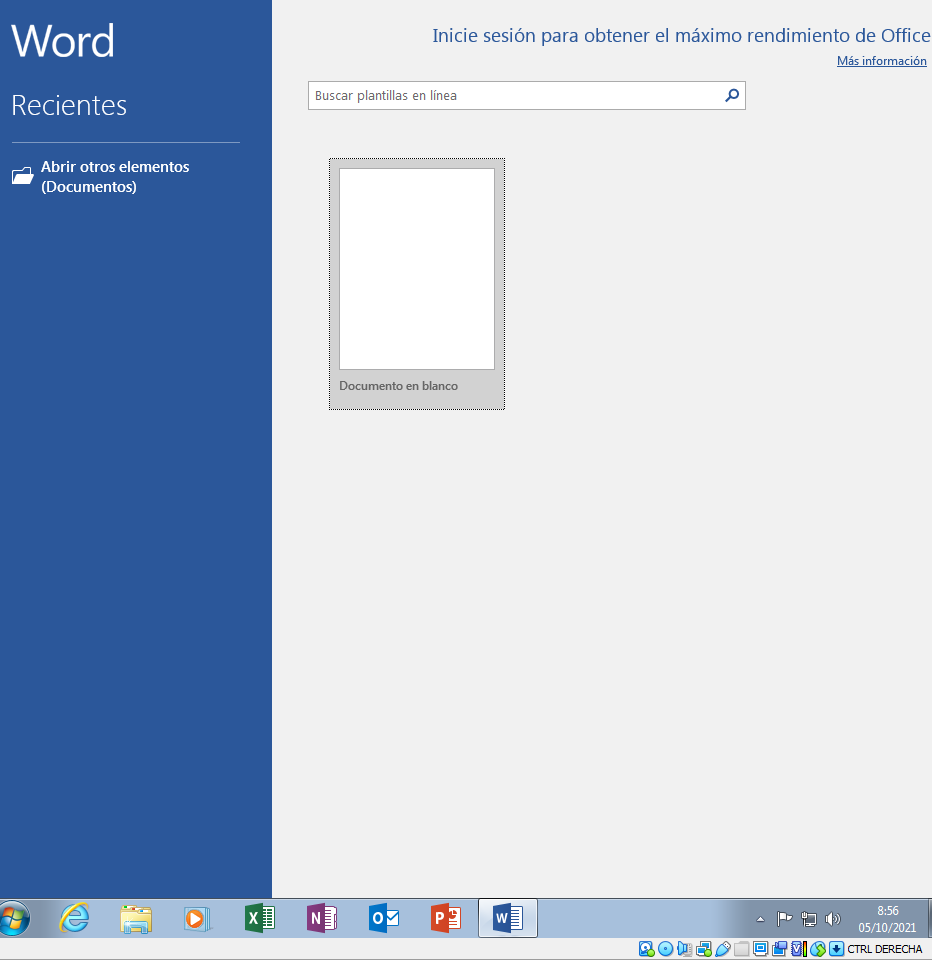 Word
Inicie sesión para obtener el máximo rendimiento de Office
Más información
Recientes
Buscar plantillas en línea
Abrir otros elementos
(Documentos)
Documento en blanco
8:56
05/10/2021
CTRL DERECHA